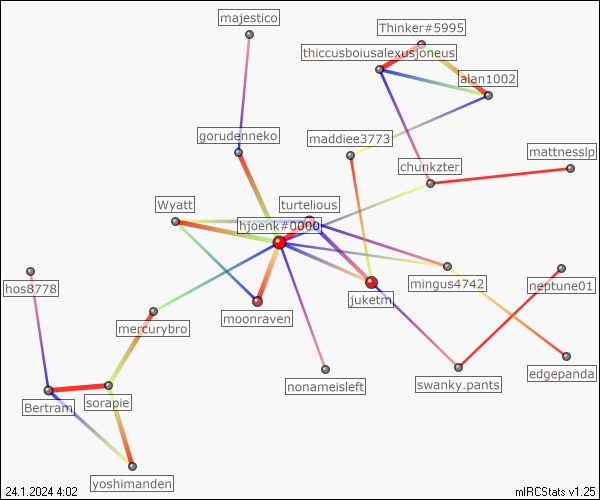 majestico
Thinker#5995
thiccusboiusalexusjoneus
alan1002
gorudenneko
maddiee3773
mattnesslp
chunkzter
Wyatt
turtelious
hjoenk#0000
hos8778
mingus4742
neptune01
juketm
moonraven
mercurybro
edgepanda
nonameisleft
swanky.pants
Bertram
sorapie
yoshimanden
24.1.2024 4:02
mIRCStats v1.25